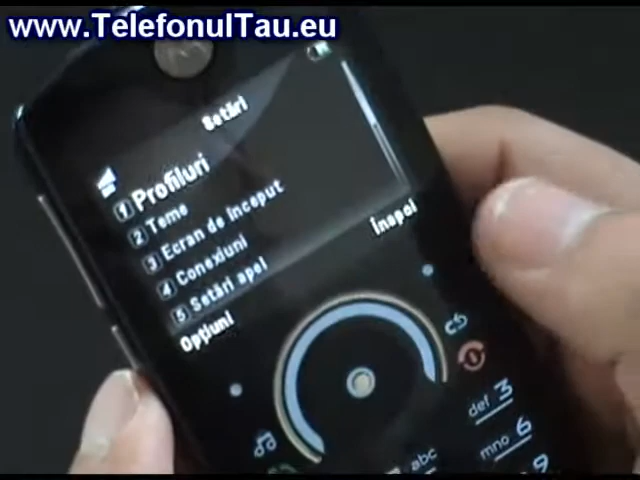 www.TelefonulTau.eu
Setări
1 Profiluri
2 Teme
3 Ecran de început
4 Conexiuni
5 Setări apel
Opțiuni
Înapoi
def 3
abc
mno 6
9